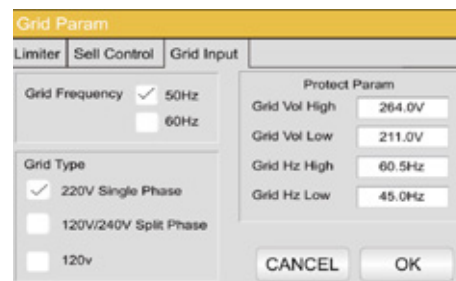 Grid Param
Limiter Sell Control Grid Input
Grid Frequency 50Hz
60Hz
Grid Type
220V Single Phase
120V/240V Split Phase
120v
Protect Param
Grid Vol High 264.0V
Grid Vol Low 211.0V
Grid Hz High 60.5Hz
Grid Hz Low 45.0Hz
CANCEL OK